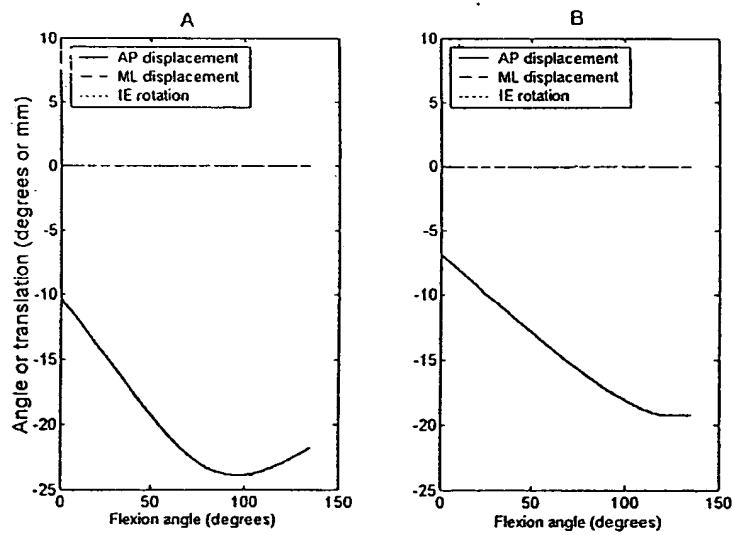 A
10
5
0
-5
-10
-15
-20
-25
Angle or translation (degrees or mm)
AP displacement
ML displacement
IE rotation
0 50 100 150
Flexion angle (degrees)
B
10
5
0
-5
-10
-15
-20
-25
AP displacement
ML displacement
IE rotation
0 50 100 150
Flexion angle (degrees)